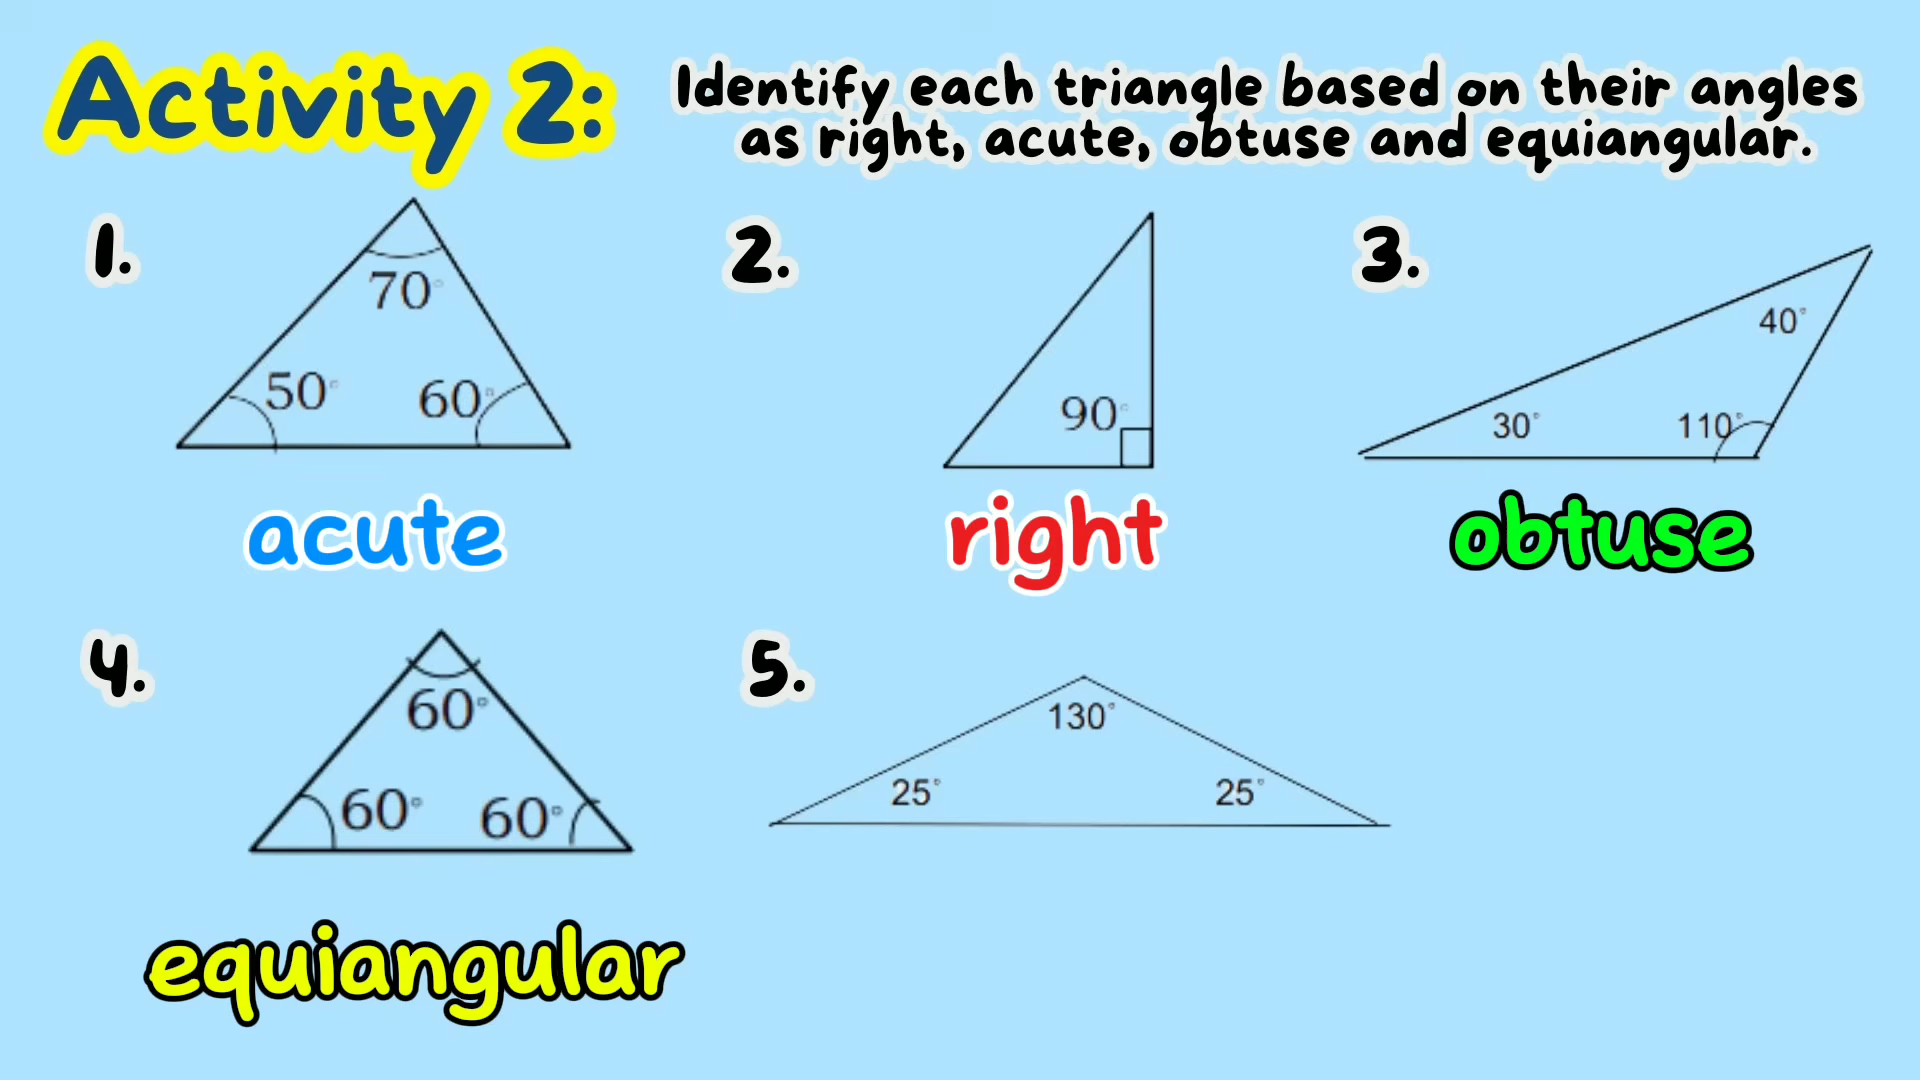 Activity 2:
Identify each triangle based on their angles
as right, acute, obtuse and equiangular.
1.
70°
50°
60°
acute
2.
90°
right
3.
40°
30°
110°
obtuse
4.
60°
60°
60°
equiangular
5.
130°
25°
25°